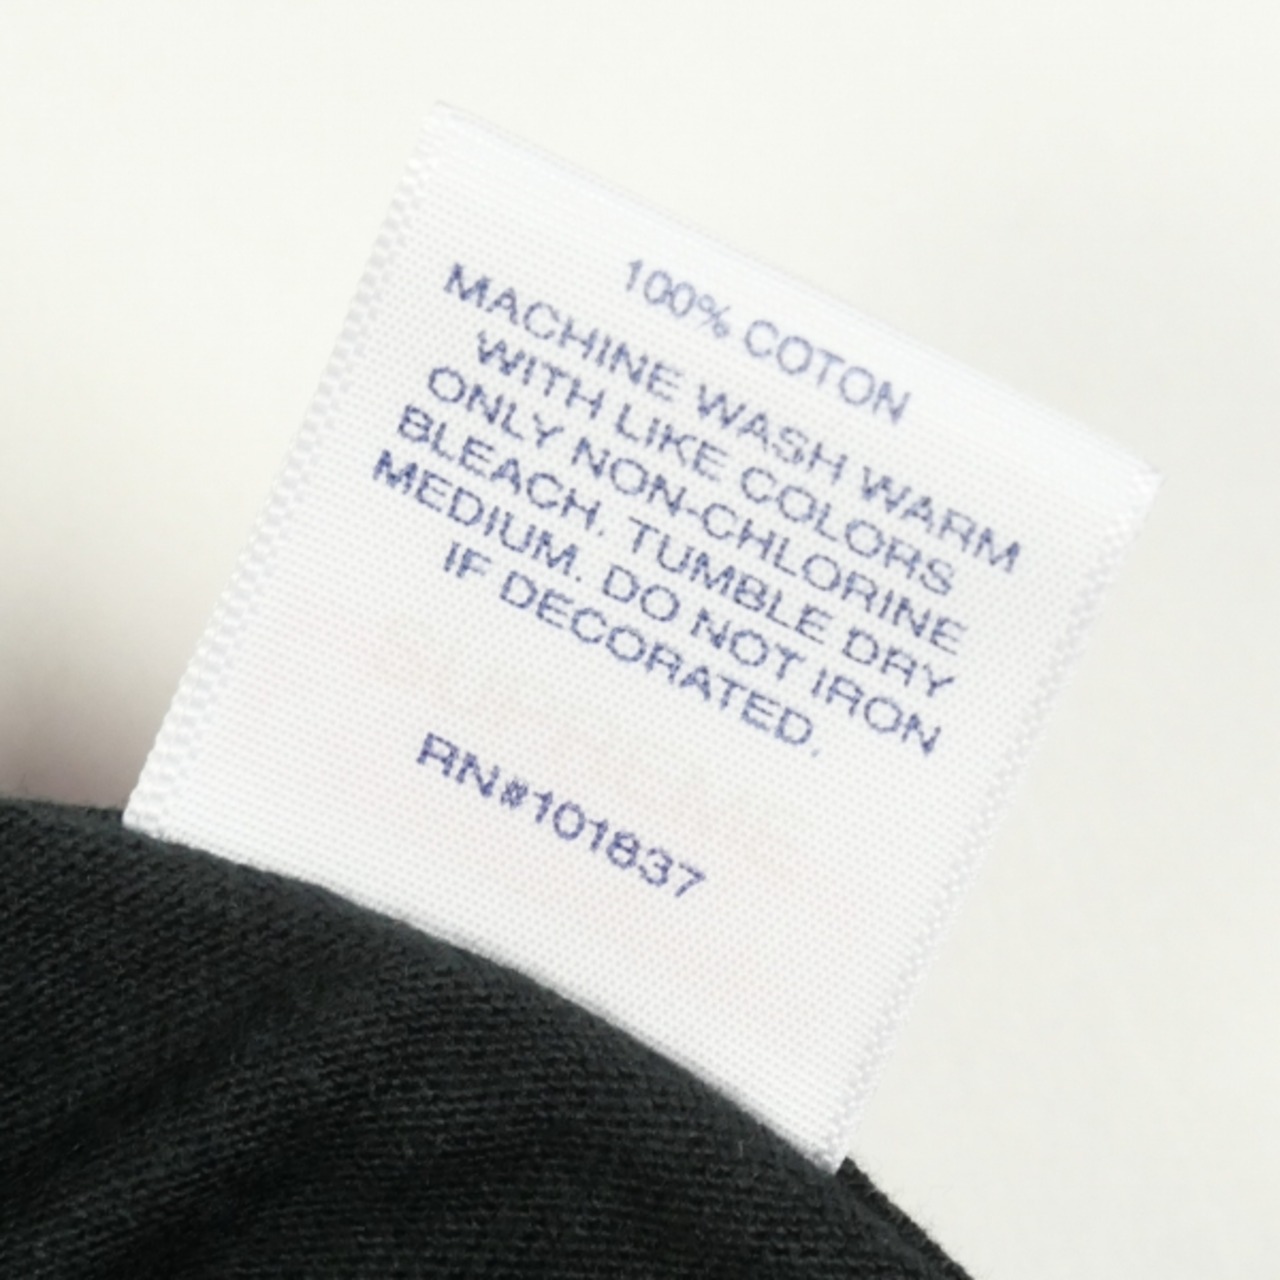 100% COTON
MACHINE WASH WARM
WITH LIKE COLORS
ONLY NON-CHLORINE
BLEACH. TUMBLE DRY
MEDIUM. DO NOT IRON
IF DECORATED.
RN#101837